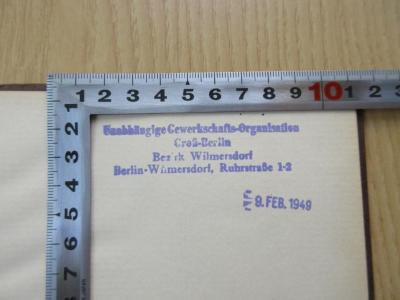 1 2 3 4 5 6 7 8 9 10 1 2
1
2
3
4
5
6
7
Unabhängige Gewerkschafts-Organisation
Groß-Berlin
Bezirk Wilmersdorf
Berlin-Wilmersdorf, Ruhrstraße 1-2
9. FEB. 1949